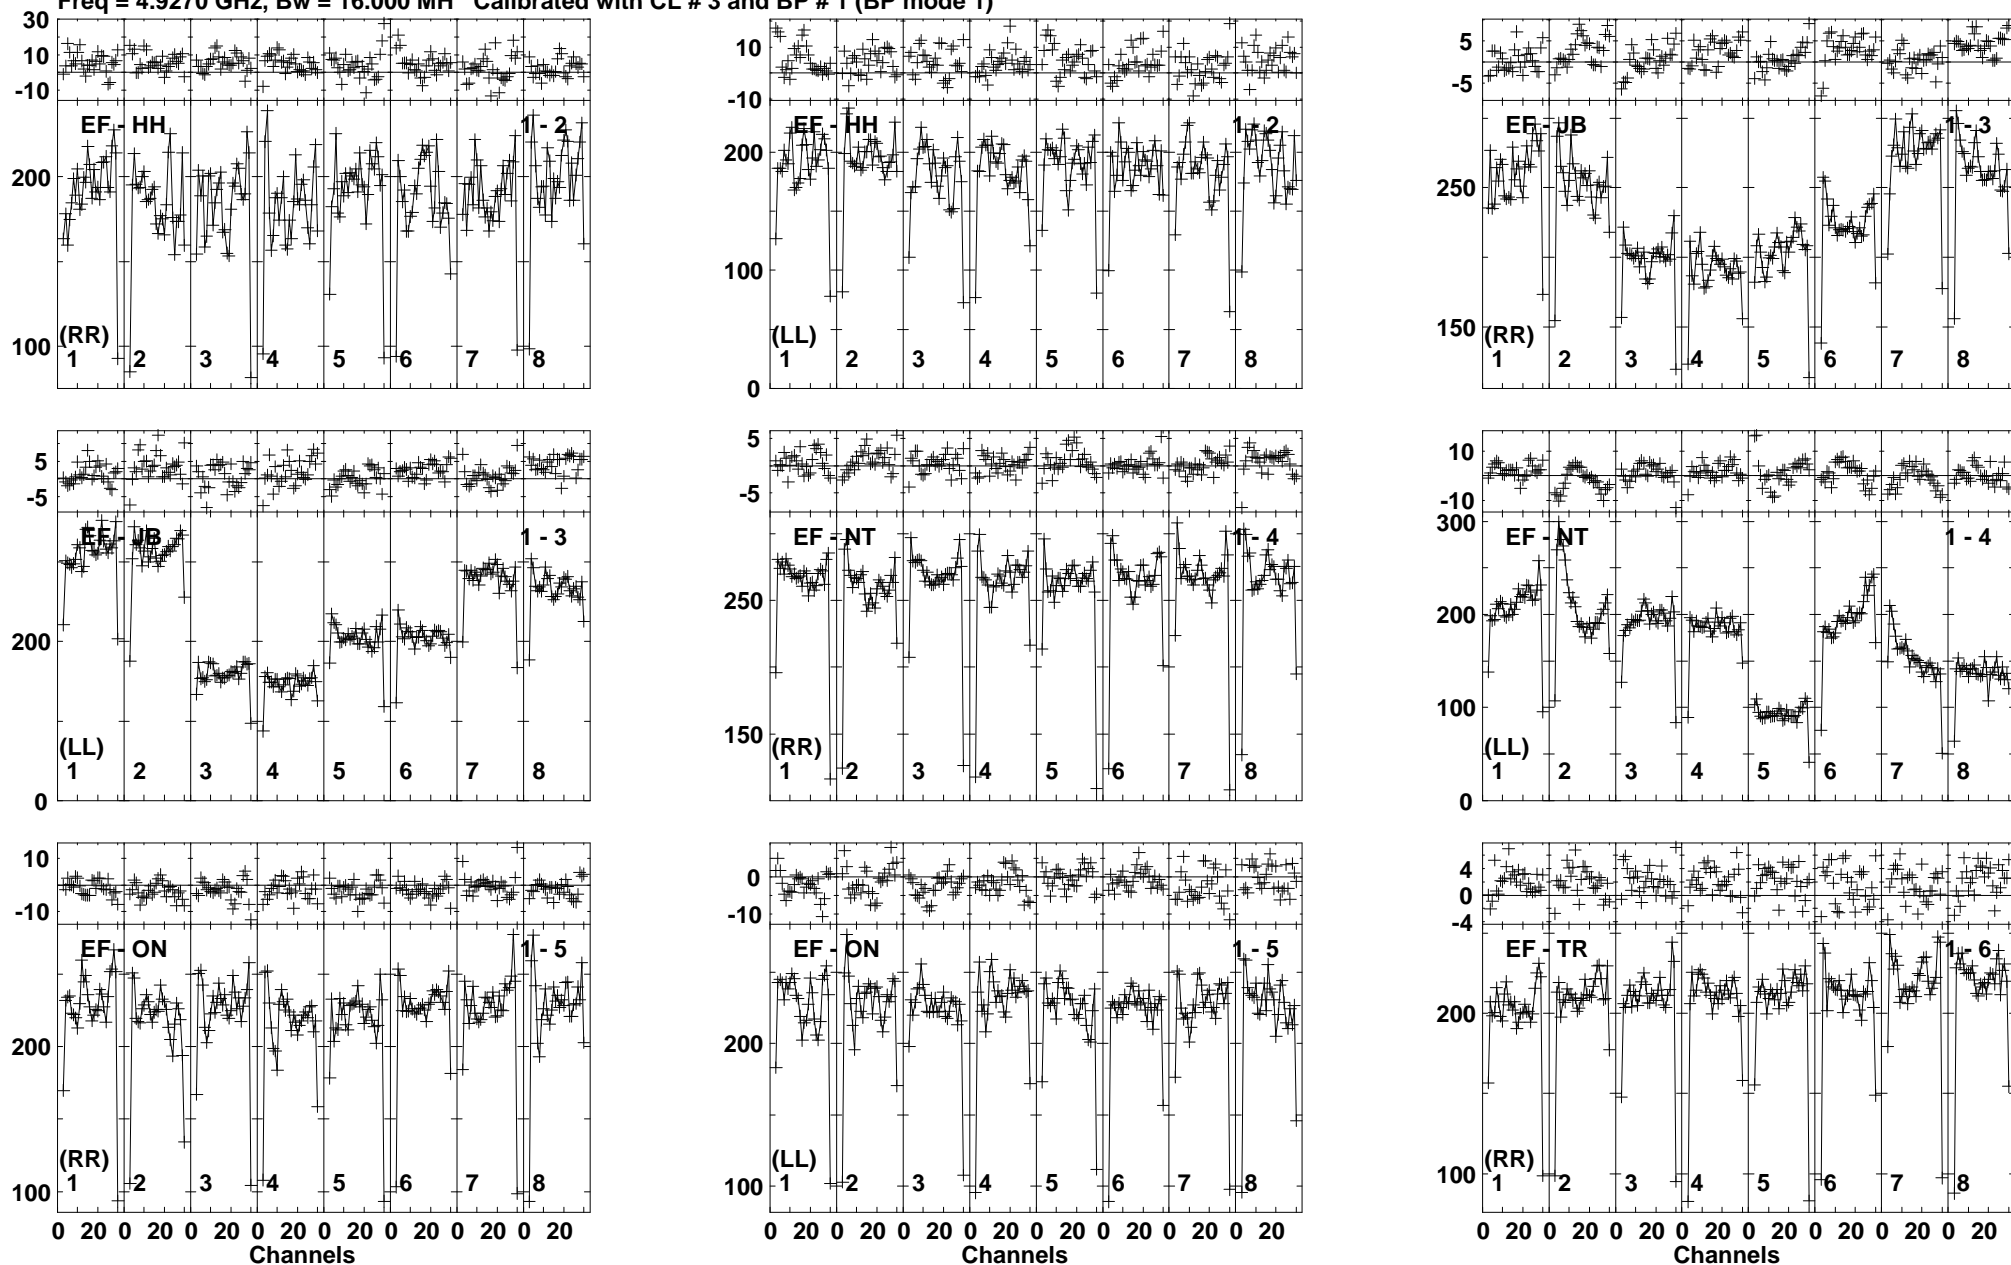 Freq = 4.9270 GHz, Bw = 16.000 MH Calibrated with CL # 3 and BP # 1 (BP mode 1)
30
10
-10
EF - HH 1 - 2
200
100
(RR)
1 2 3 4 5 6 7 8
10
-10
EF - HH 1 - 2
200
100
0
(LL)
1 2 3 4 5 6 7 8
5
-5
EF - JB 1 - 3
250
150
(RR)
1 2 3 4 5 6 7 8
5
-5
EF - JB 1 - 3
200
0
(LL)
1 2 3 4 5 6 7 8
5
-5
EF - NT 1 - 4
250
150
(RR)
1 2 3 4 5 6 7 8
10
-10
EF - NT 1 - 4
300
200
100
0
(LL)
1 2 3 4 5 6 7 8
10
-10
EF - ON 1 - 5
200
100
(RR)
1 2 3 4 5 6 7 8
0 20 0 20 0 20 0 20 0 20 0 20 0 20 0 20
Channels
0
-10
EF - ON 1 - 5
200
100
(LL)
1 2 3 4 5 6 7 8
0 20 0 20 0 20 0 20 0 20 0 20 0 20 0 20
Channels
4
0
-4
EF - TR 1 - 6
200
100
(RR)
1 2 3 4 5 6 7 8
0 20 0 20 0 20 0 20 0 20 0 20 0 20 0 20
Channels